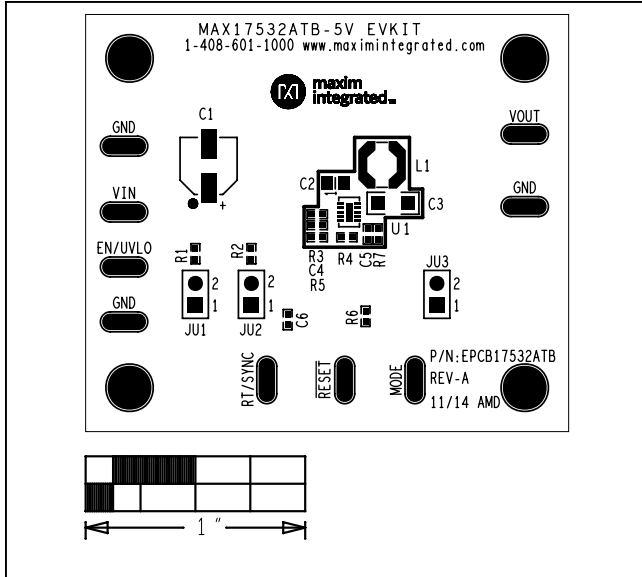 MAX17532ATB-5V EVKIT
1-408-601-1000 www.maximintegrated.com
maxim
integrated™
C1
GND
VOUT
L1
C2
1
VIN
C3
GND
U1
EN/UVLO
R1
R2
R3
C4
R5
R4
C5
R7
JU3
2
1
2
1
2
1
GND
JU1
JU2
C6
R6
RT/SYNC
RESET
MODE
P/N:EPCB17532ATB
REV-A
11/14 AMD
+
1 "